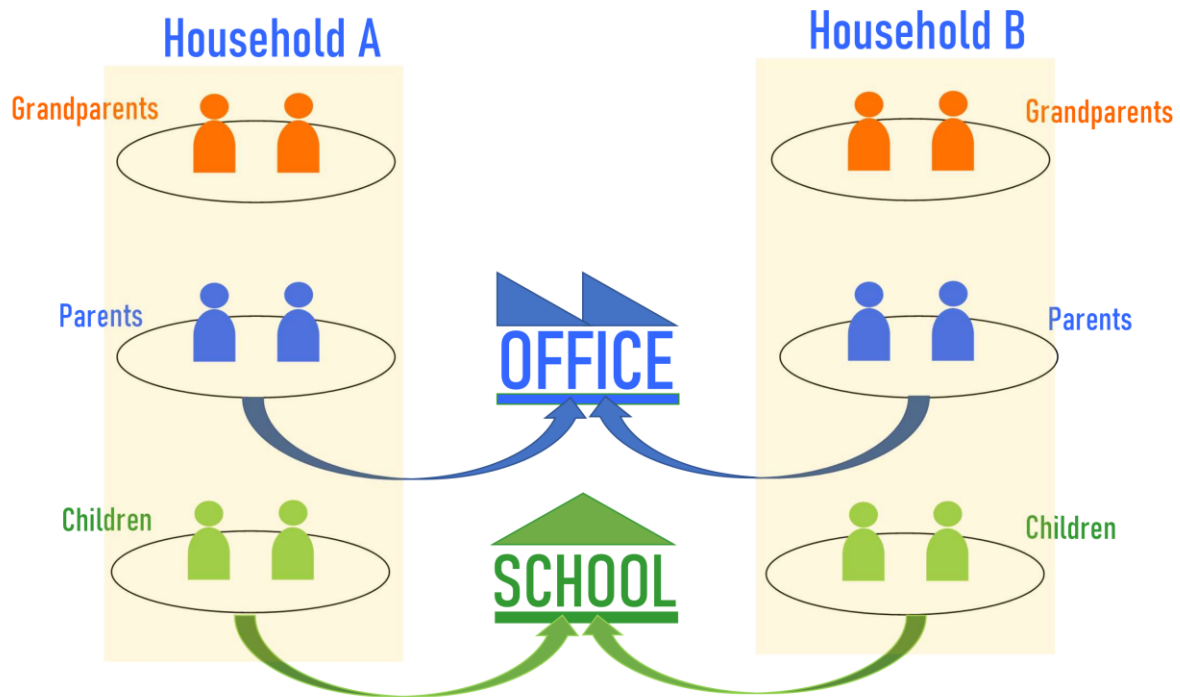 Household A
Household B
Grandparents
Grandparents
Parents
OFFICE
Parents
Children
SCHOOL
Children